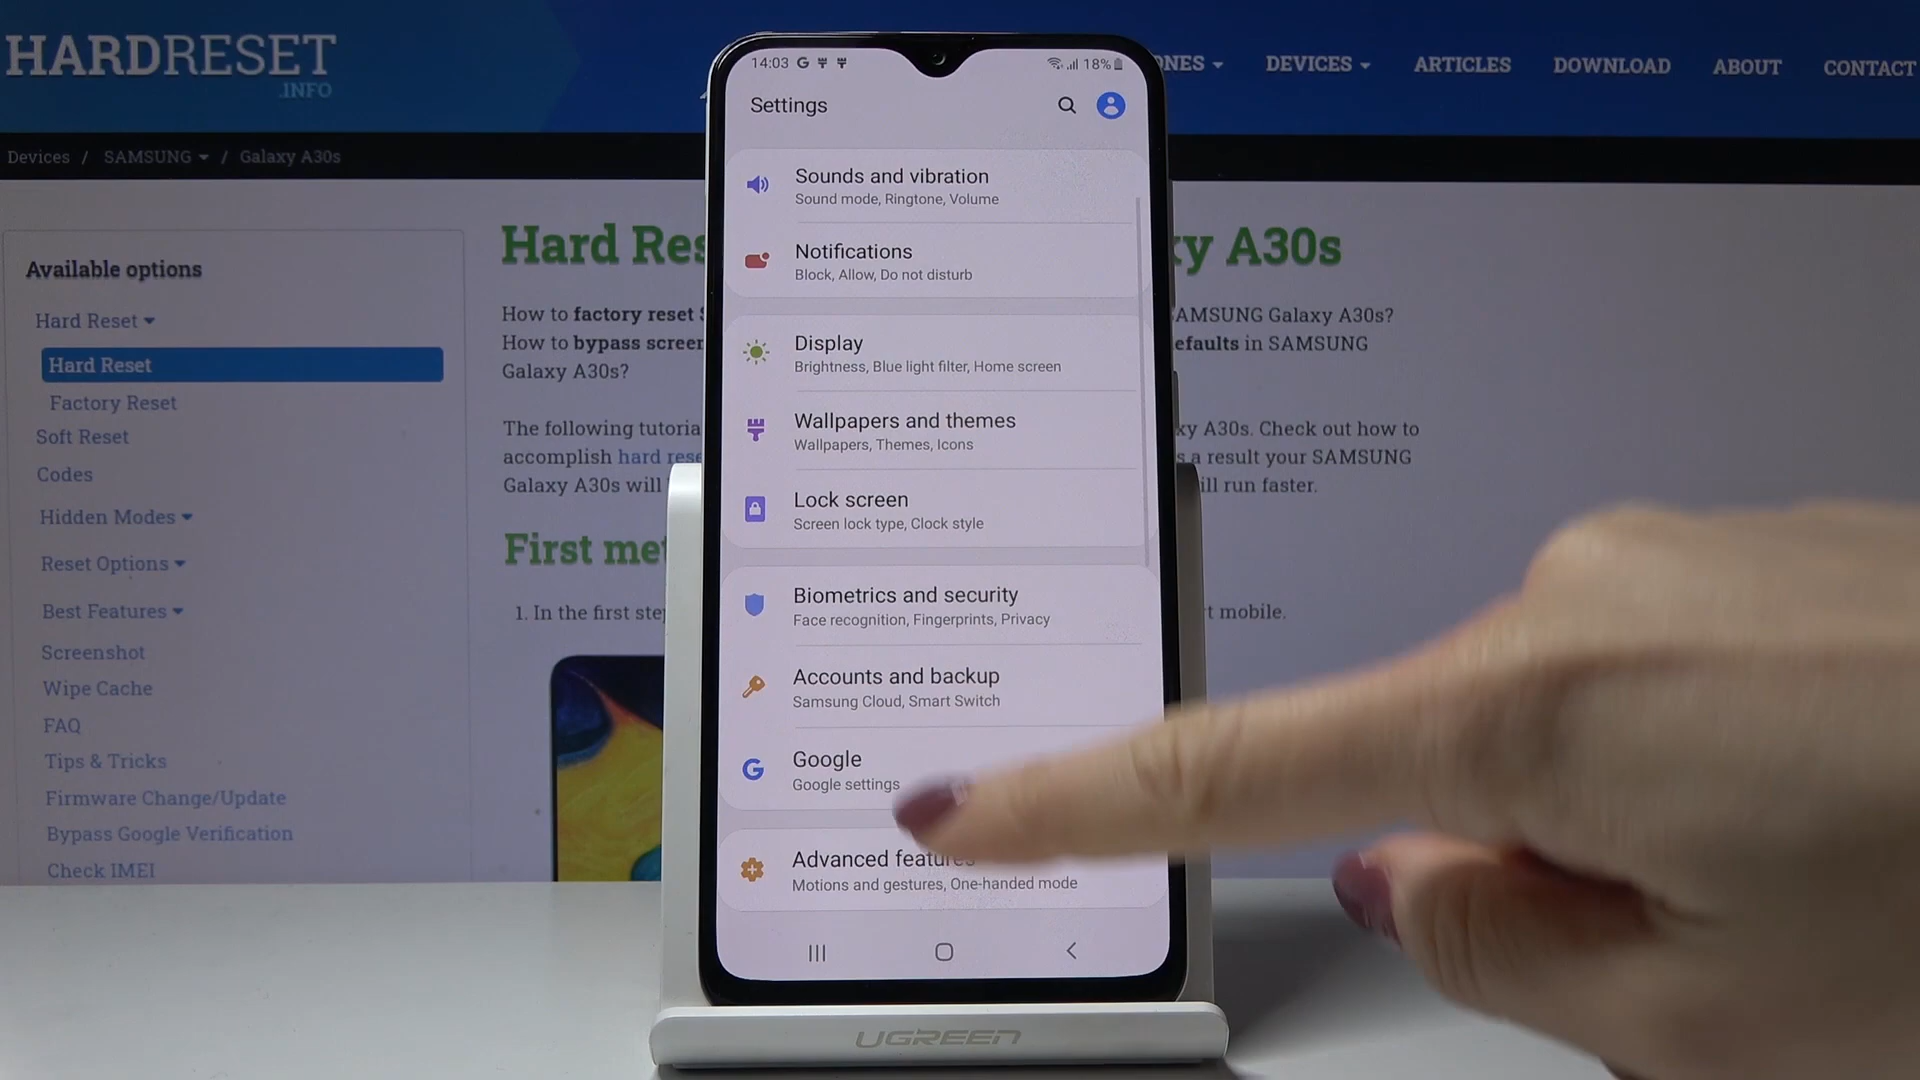 HARDRESET
.INFO
ONES
DEVICES
ARTICLES
DOWNLOAD
ABOUT
CONTACT
Devices / SAMSUNG / Galaxy A30s
Available options
Hard Reset
Hard Reset
Factory Reset
Soft Reset
Codes
Hidden Modes
Reset Options
Best Features
Screenshot
Wipe Cache
FAQ
Tips & Tricks
Firmware Change/Update
Bypass Google Verification
Check IMEI
Hard Res
xy A30s
How to factory reset S
AMSUNG Galaxy A30s?
How to bypass screen
efaults in SAMSUNG
Galaxy A30s?
The following tutoria
xy A30s. Check out how to
accomplish hard rese
s a result your SAMSUNG
Galaxy A30s will
ill run faster.
First me
1. In the first ste
t mobile.
14:03 G
18%
Settings
Sounds and vibration
Sound mode, Ringtone, Volume
Notifications
Block, Allow, Do not disturb
Display
Brightness, Blue light filter, Home screen
Wallpapers and themes
Wallpapers, Themes, Icons
Lock screen
Screen lock type, Clock style
Biometrics and security
Face recognition, Fingerprints, Privacy
Accounts and backup
Samsung Cloud, Smart Switch
G
Google
Google settings
Advanced features
Motions and gestures, One-handed mode
UGREEN